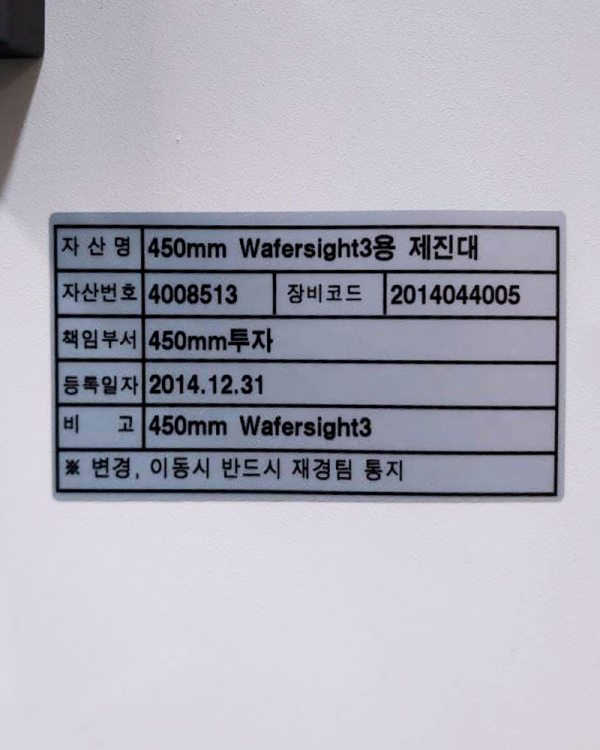 자 산 명 450mm Wafersight3용 제진대
자산번호 4008513 장비코드 2014044005
책임부서 450mm투자
등록일자 2014.12.31
비 고 450mm Wafersight3
※ 변경, 이동시 반드시 재경팀 통지